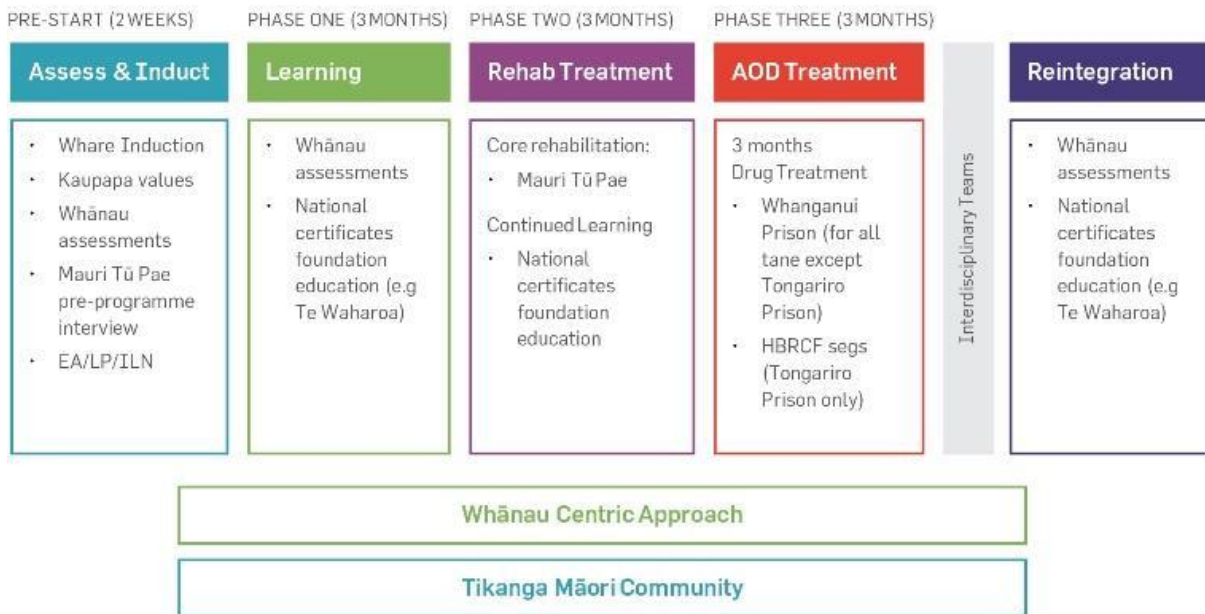 PRE-START (2 WEEKS)
Assess & Induct
• Whare Induction
• Kaupapa values
• Whānau
assessments
• Mauri Tū Pae
pre-programme
interview
• EA/LP/ILN
PHASE ONE (3 MONTHS)
Learning
• Whānau
assessments
• National
certificates
foundation
education (e.g
Te Waharoa)
PHASE TWO (3 MONTHS)
Rehab Treatment
Core rehabilitation:
• Mauri Tū Pae
Continued Learning
• National
certificates
foundation
education
PHASE THREE (3 MONTHS)
AOD Treatment
3 months
Drug Treatment
• Whanganui
Prison (for all
tane except
Tongariro
Prison)
• HBRCF segs
(Tongariro
Prison only)
Interdisciplinary Teams
Reintegration
• Whānau
assessments
• National
certificates
foundation
education (e.g
Te Waharoa)
Whānau Centric Approach
Tikanga Māori Community